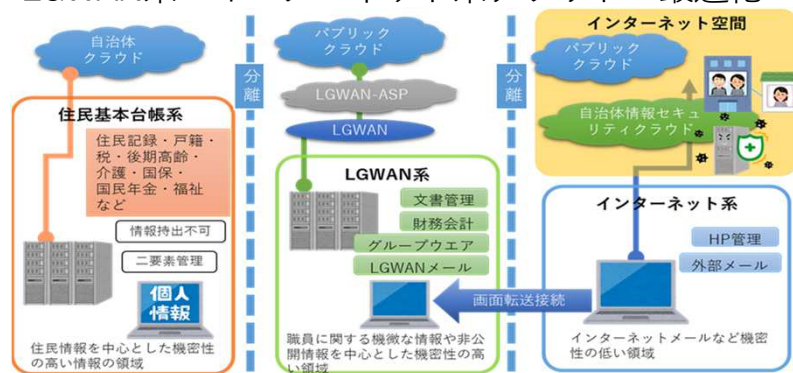 自治体
クラウド
分離
住民基本台帳系
住民記録・戸籍・
税・後期高齢・
介護・国保・
国民年金・福祉
など
情報持出不可
二要素管理
個人
情報
住民情報を中心とした機密性
の高い情報の領域
パブリック
クラウド
LGWAN-ASP
LGWAN
分離
LGWAN系
文書管理
財務会計
グループウエア
LGWANメール
職員に関する機微な情報や非公
開情報を中心とした機密性の高
い領域
インターネット空間
パブリック
クラウド
自治体情報セキュ
リティクラウド
インターネット系
HP管理
外部メール
画面転送接続
インターネットメールなど機密
性の低い領域